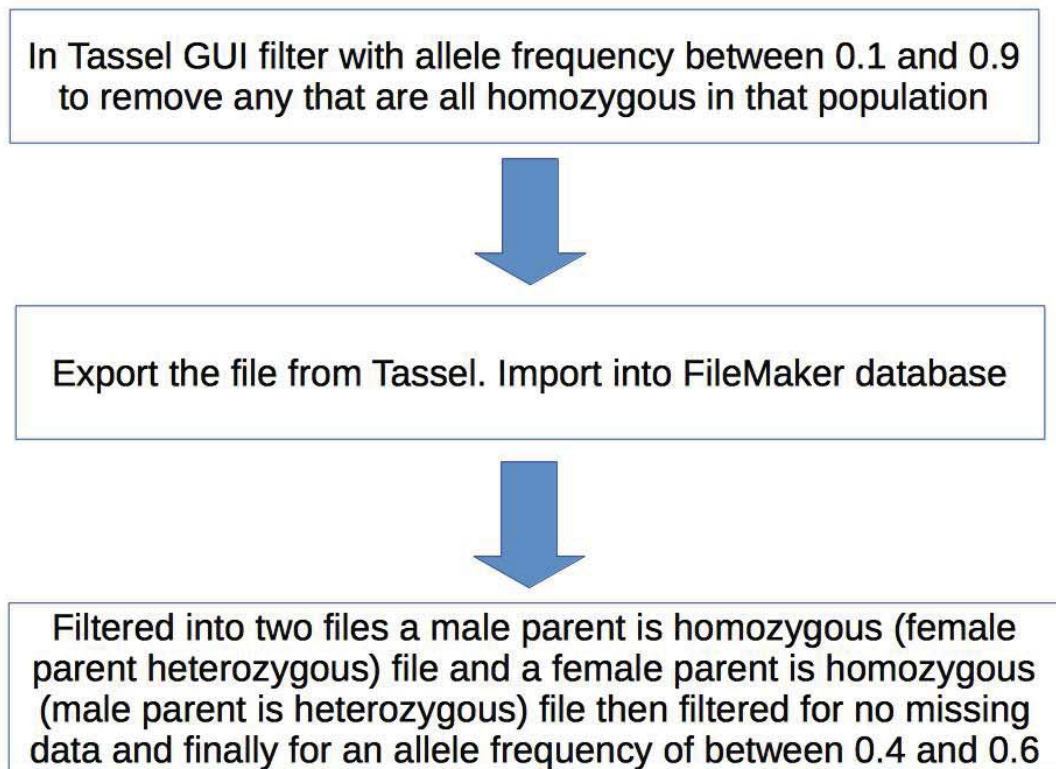 In Tassel GUI filter with allele frequency between 0.1 and 0.9
to remove any that are all homozygous in that population
Export the file from Tassel. Import into FileMaker database
Filtered into two files a male parent is homozygous (female
parent heterozygous) file and a female parent is homozygous
(male parent is heterozygous) file then filtered for no missing
data and finally for an allele frequency of between 0.4 and 0.6